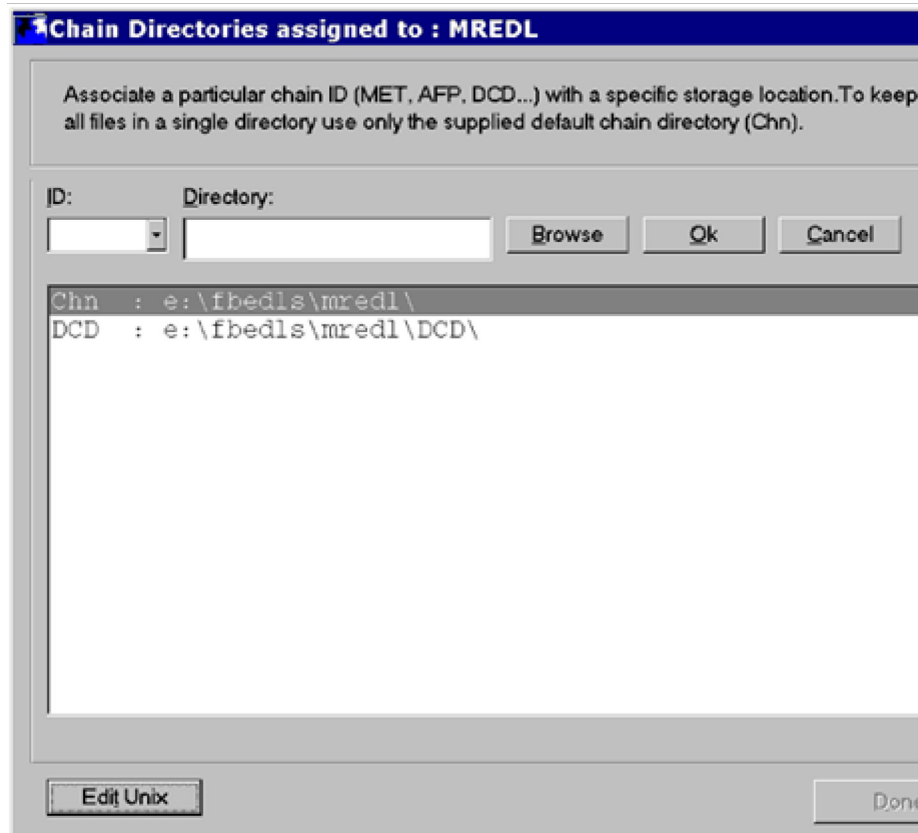 Chain Directories assigned to : MREDL
Associate a particular chain ID (MET, AFP, DCD...) with a specific storage location.To keep
all files in a single directory use only the supplied default chain directory (Chn).
ID: Directory:
Browse Ok Cancel
Chn : e:\fbedls\mredl\
DCD : e:\fbedls\mredl\DCD\
Edit Unix Done